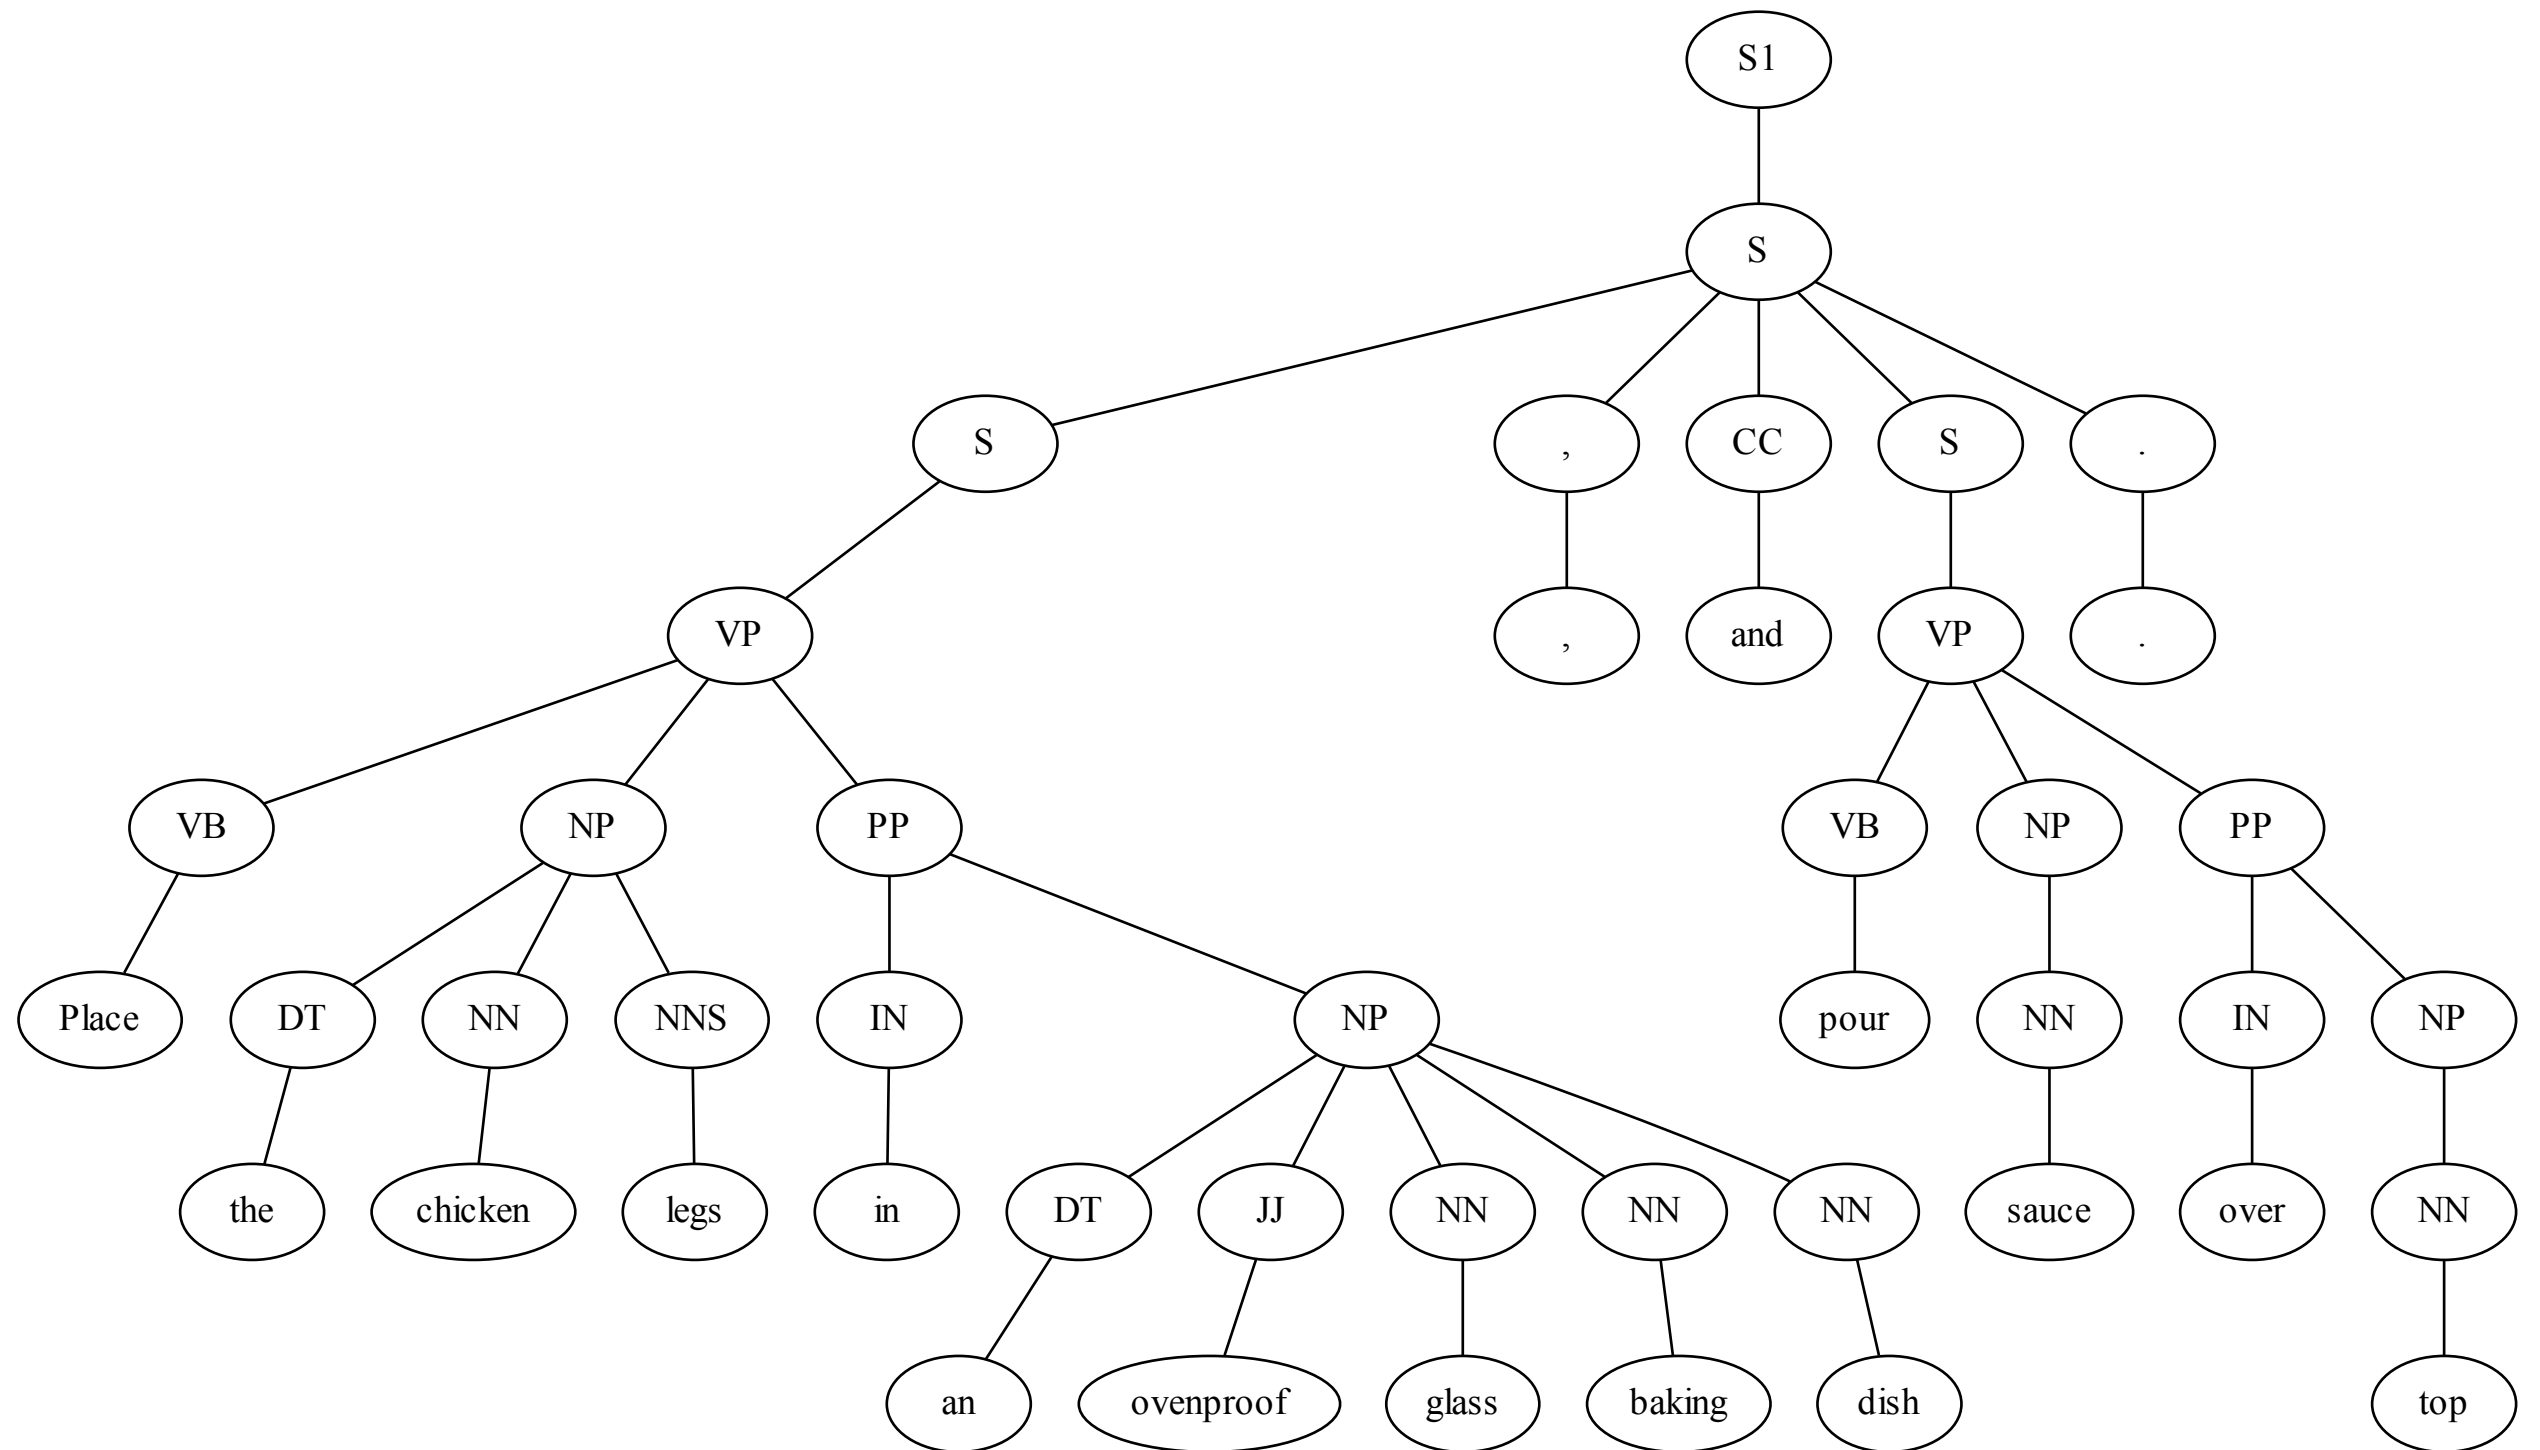 S1
S
S , CC S .
VP , and VP .
VB NP PP VB NP PP
Place DT NN NNS IN NP pour NN IN NP
the chicken legs in DT JJ NN NN NN sauce over NN
an ovenproof glass baking dish top